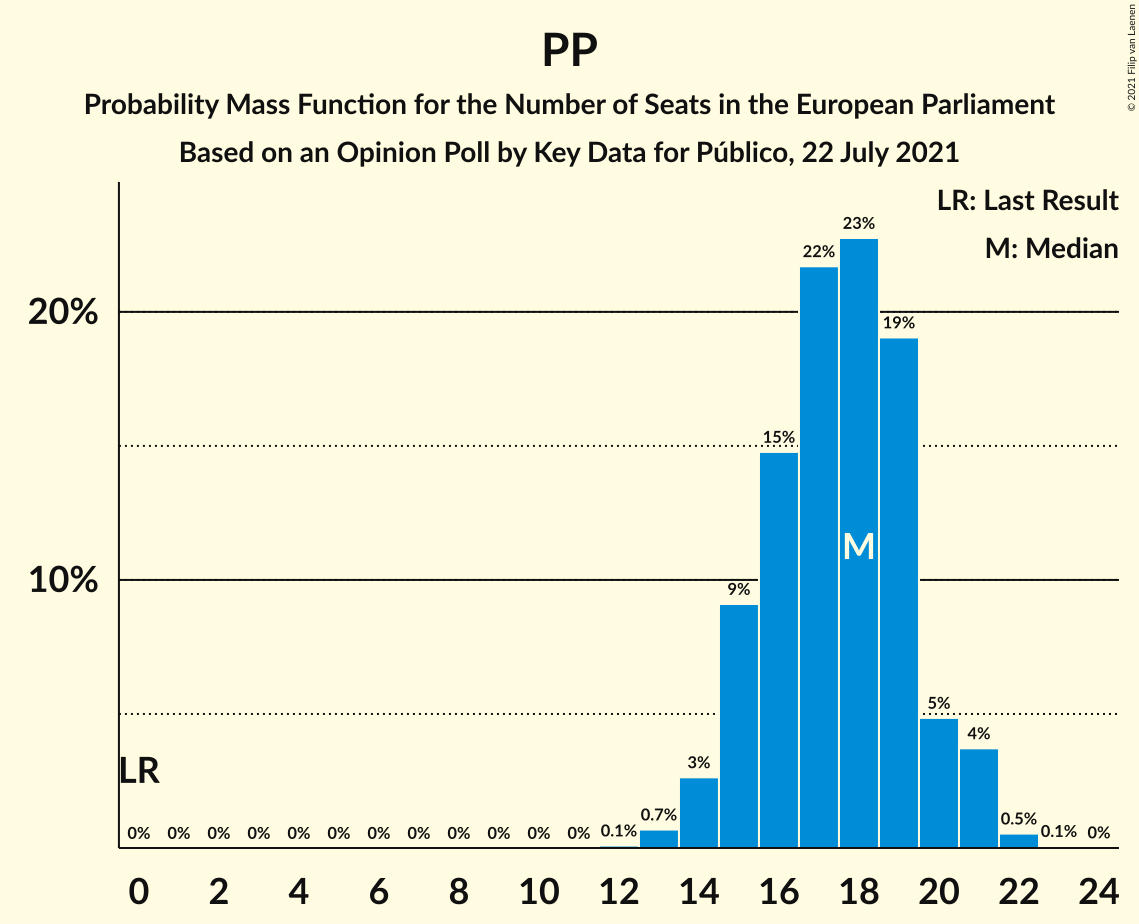 PP
Probability Mass Function for the Number of Seats in the European Parliament
Based on an Opinion Poll by Key Data for Público, 22 July 2021
© 2021 Filip van Laenen
LR: Last Result
M: Median
20%
10%
LR
M
0% 0% 0% 0% 0% 0% 0% 0% 0% 0% 0% 0% 0.1% 0.7% 3% 9% 15% 22% 23% 19% 5% 4% 0.5% 0.1% 0%
0 2 4 6 8 10 12 14 16 18 20 22 24